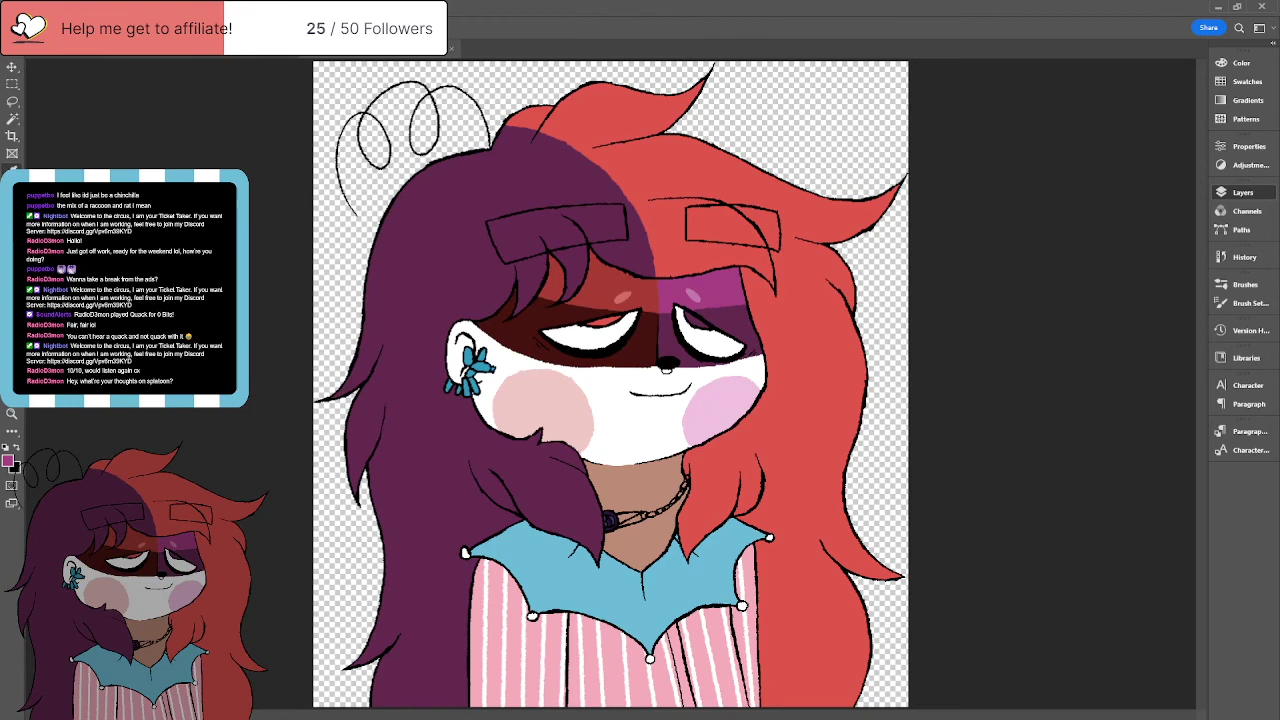 Help me get to affiliate!
25 / 50 Followers
Share
puppetbo I feel like itd just be a chinchilla
puppetbo the mix of a raccoon and rat I mean
Nightbot Welcome to the circus, I am your Ticket Taker. If you want
more information on when I am working, feel free to join my Discord
Server: https://discord.gg/Vpv6m39KYD
RadioD3mon Hallo!
RadioD3mon Just got off work, ready for the weekend lol, how're you
doing?
puppetbo
RadioD3mon Wanna take a break from the ads?
Nightbot Welcome to the circus, I am your Ticket Taker. If you want
more information on when I am working, feel free to join my Discord
Server: https://discord.gg/Vpv6m39KYD
SoundAlerts RadioD3mon played Quack for 0 Bits!
RadioD3mon Fair, fair lol
RadioD3mon You can't hear a quack and not quack with it
Nightbot Welcome to the circus, I am your Ticket Taker. If you want
more information on when I am working, feel free to join my Discord
Server: https://discord.gg/Vpv6m39KYD
RadioD3mon 10/10, would listen again cx
RadioD3mon Hey, what're your thoughts on splatoon?
Color
Swatches
Gradients
Patterns
Properties
Adjustme...
Layers
Channels
Paths
History
Brushes
Brush Set...
Version H...
Libraries
Character
Paragraph
Paragrap...
Character...